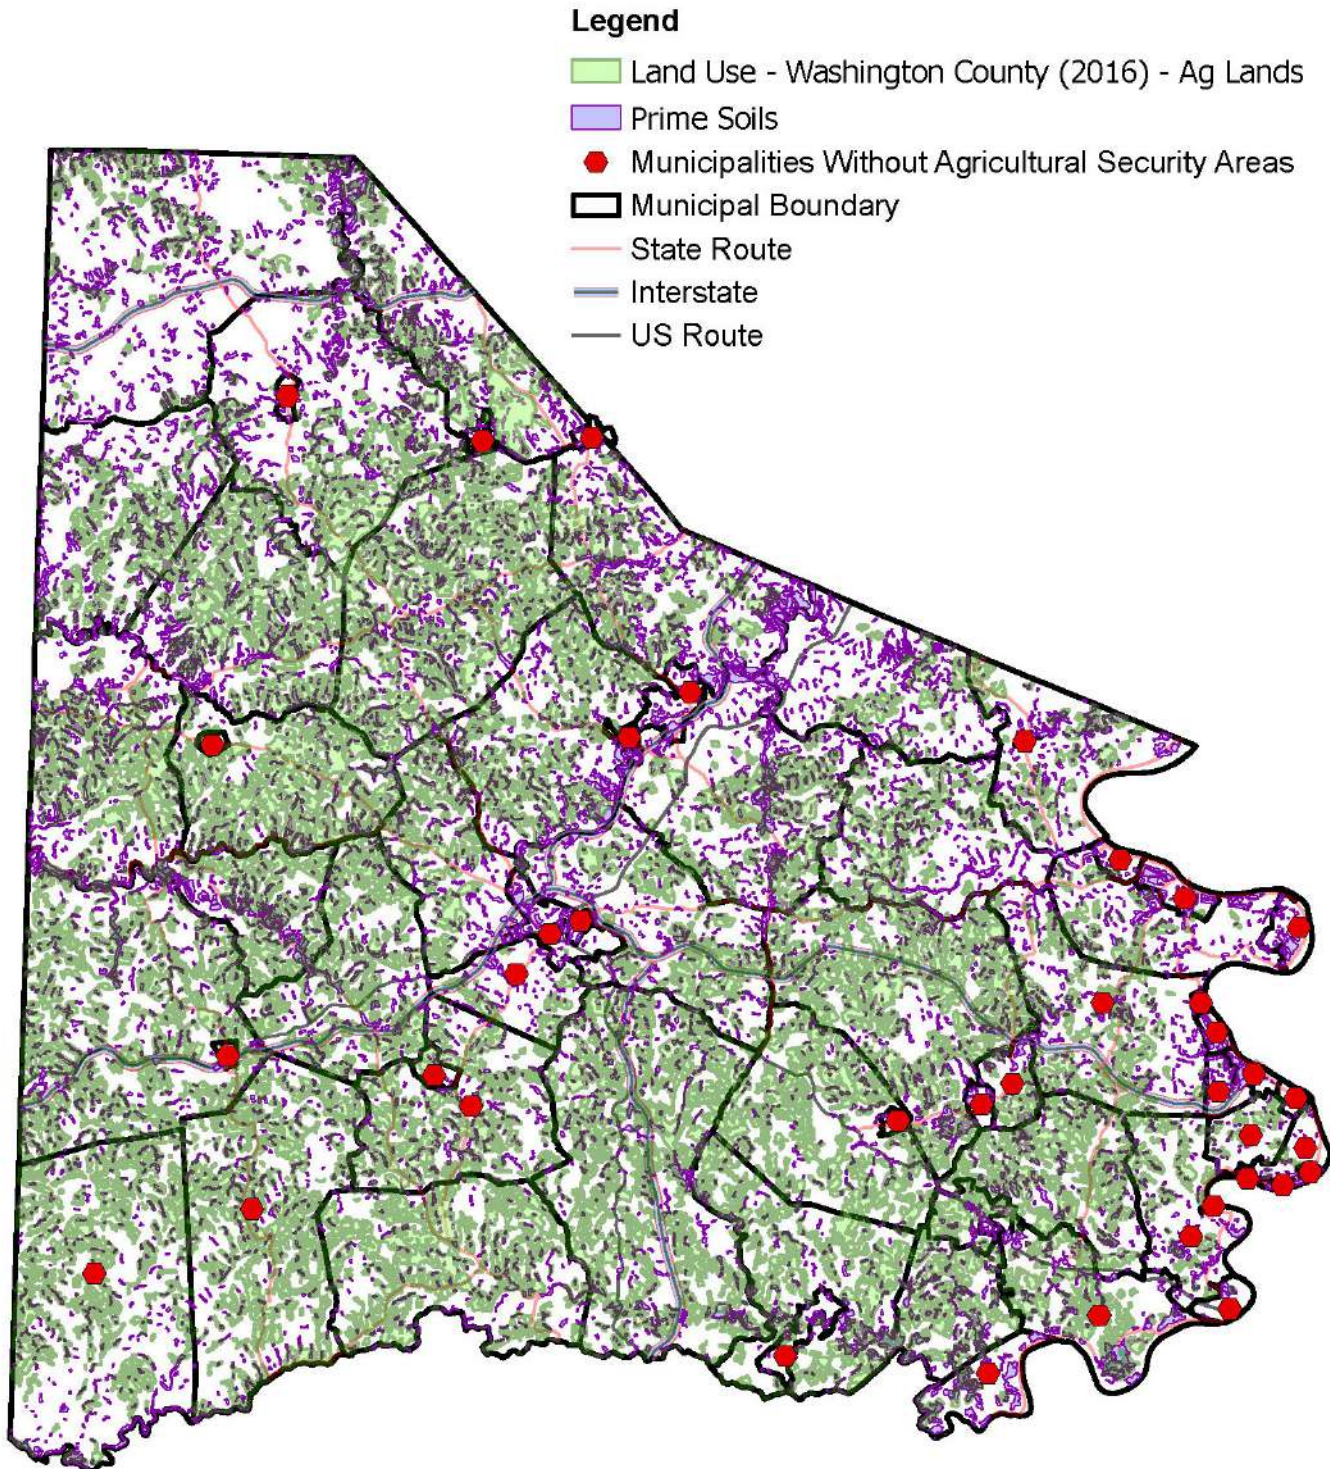 Legend
Land Use - Washington County (2016) - Ag Lands
Prime Soils
Municipalities Without Agricultural Security Areas
Municipal Boundary
State Route
Interstate
US Route